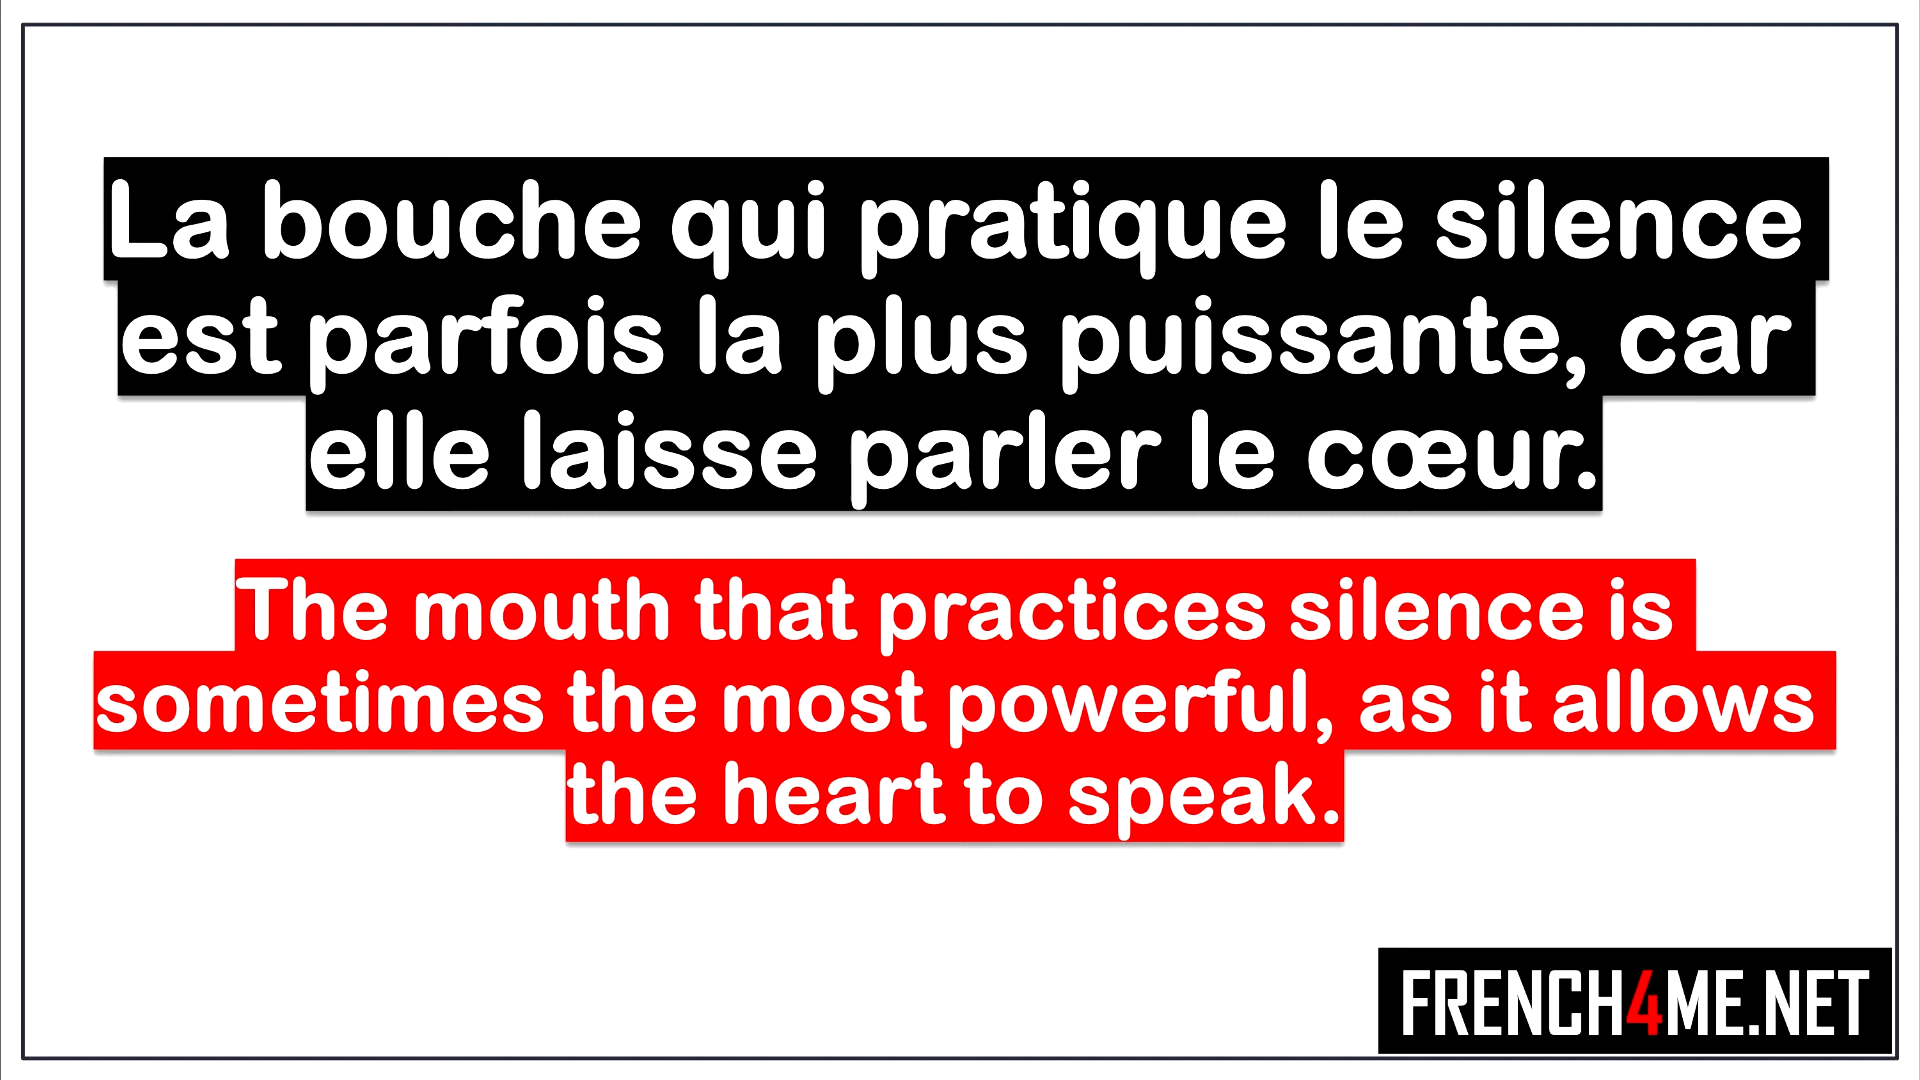 La bouche qui pratique le silence
est parfois la plus puissante, car
elle laisse parler le cœur.
The mouth that practices silence is
sometimes the most powerful, as it allows
the heart to speak.
FRENCH4ME.NET